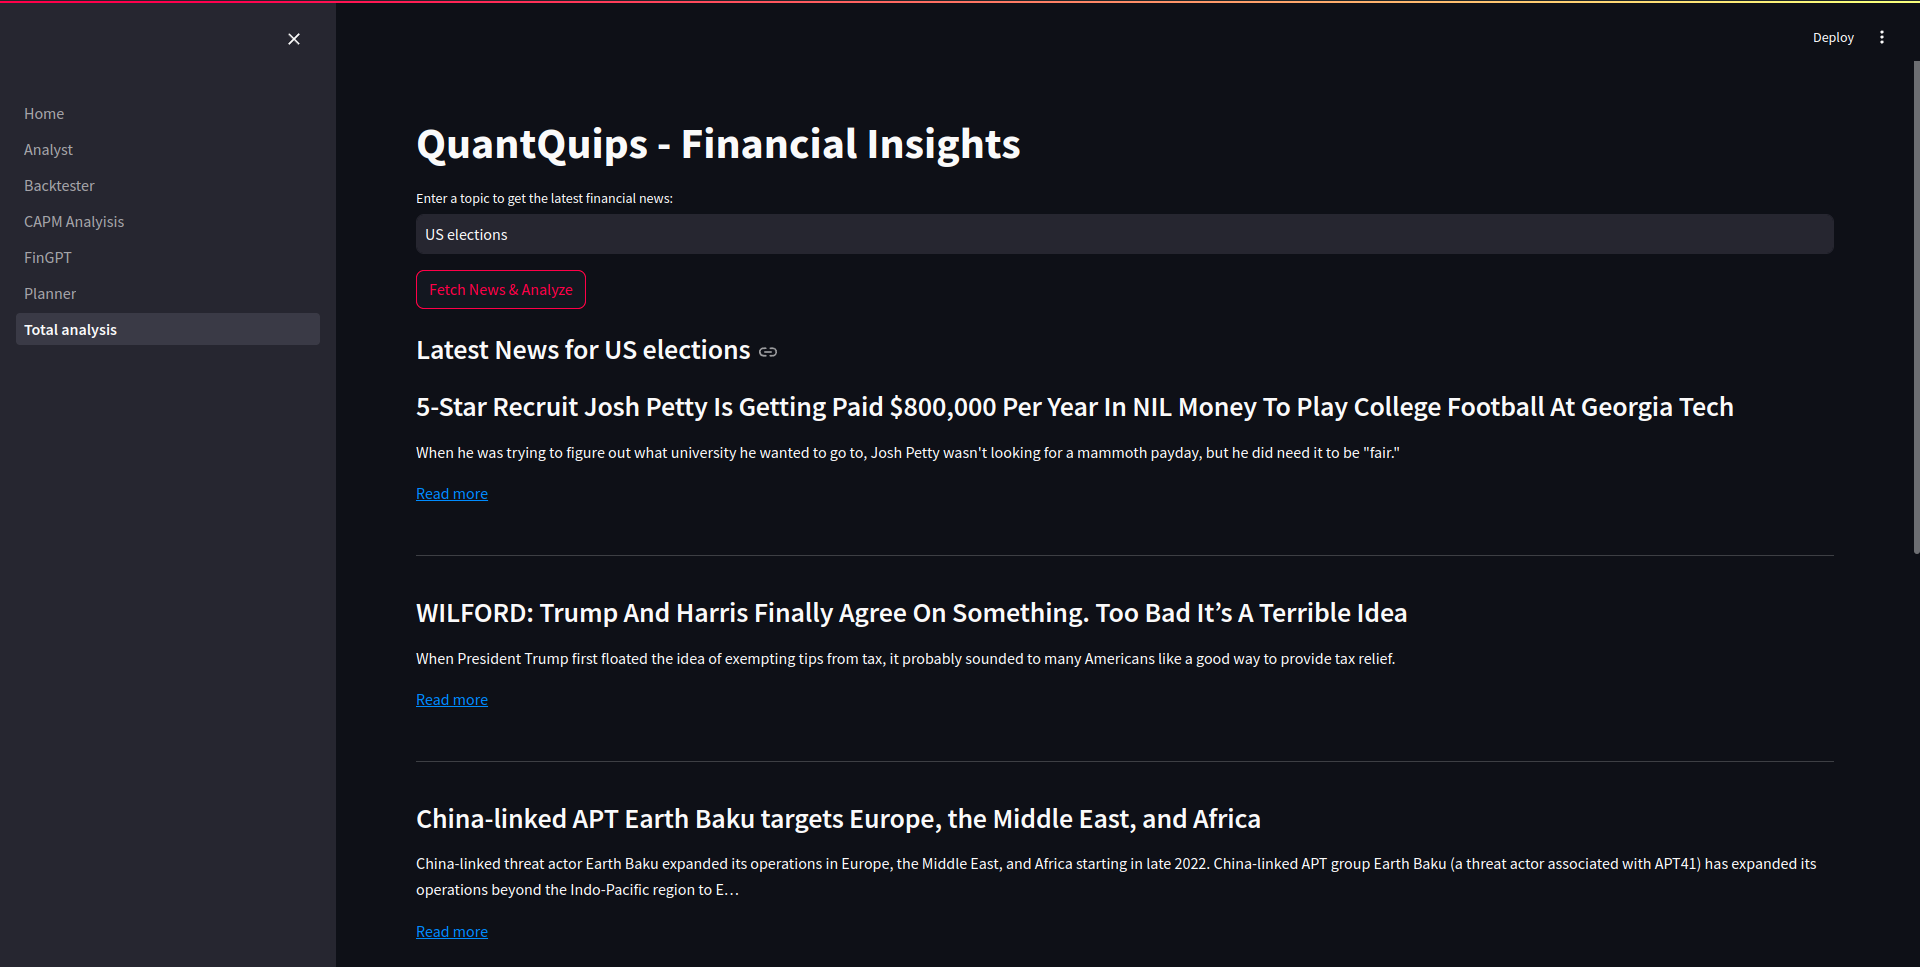 Home
Analyst
Backtester
CAPM Analyisis
FinGPT
Planner
Total analysis
Deploy
QuantQuips - Financial Insights
Enter a topic to get the latest financial news:
US elections
Fetch News & Analyze
Latest News for US elections
5-Star Recruit Josh Petty Is Getting Paid $800,000 Per Year In NIL Money To Play College Football At Georgia Tech
When he was trying to figure out what university he wanted to go to, Josh Petty wasn't looking for a mammoth payday, but he did need it to be "fair."
Read more
WILFORD: Trump And Harris Finally Agree On Something. Too Bad It’s A Terrible Idea
When President Trump first floated the idea of exempting tips from tax, it probably sounded to many Americans like a good way to provide tax relief.
Read more
China-linked APT Earth Baku targets Europe, the Middle East, and Africa
China-linked threat actor Earth Baku expanded its operations in Europe, the Middle East, and Africa starting in late 2022. China-linked APT group Earth Baku (a threat actor associated with APT41) has expanded its
operations beyond the Indo-Pacific region to E…
Read more